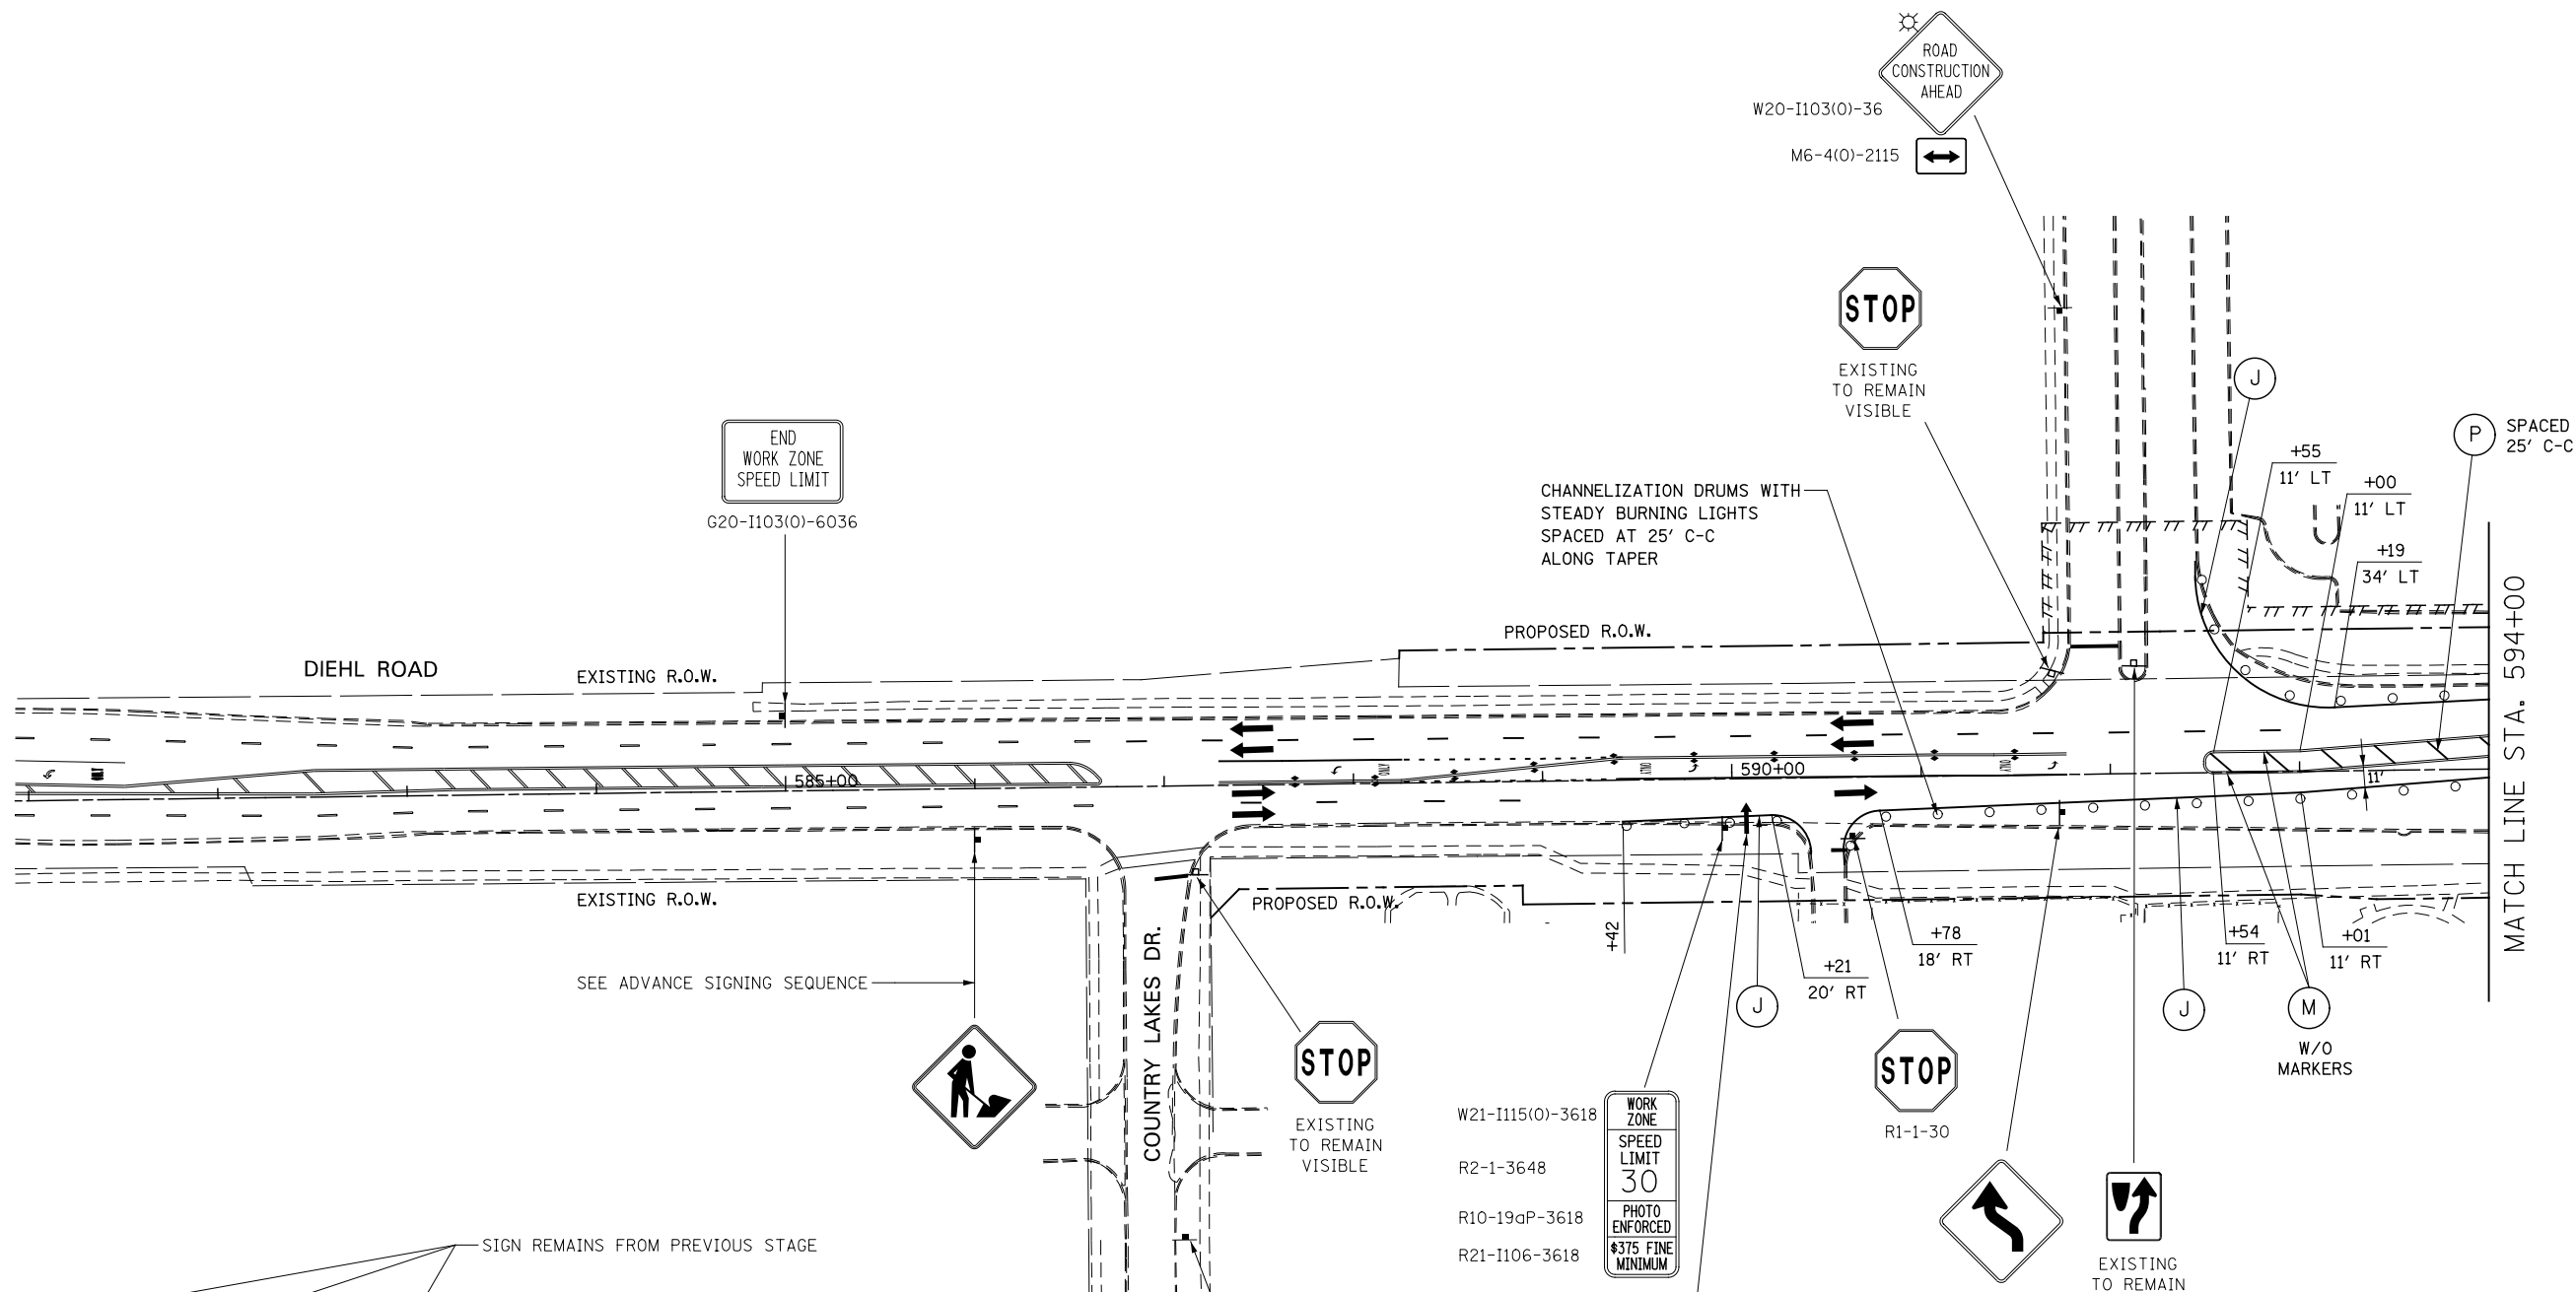 ROAD
CONSTRUCTION
AHEAD
W20-I103(0)-36
M6-4(0)-2115
STOP
EXISTING
TO REMAIN
VISIBLE
J
P
SPACED
25' C-C
+55
11' LT
+00
11' LT
+19
34' LT
END
WORK ZONE
SPEED LIMIT
G20-I103(0)-6036
CHANNELIZATION DRUMS WITH
STEADY BURNING LIGHTS
SPACED AT 25' C-C
ALONG TAPER
DIEHL ROAD
EXISTING R.O.W.
PROPOSED R.O.W.
MATCH LINE STA. 594+00
585+00
590+00
ONLY
ONLY
ONLY
11'
EXISTING R.O.W.
PROPOSED R.O.W.
+42
+21
20' RT
+78
18' RT
+54
11' RT
+01
11' RT
SEE ADVANCE SIGNING SEQUENCE
COUNTRY LAKES DR.
J
J
M
W/O
MARKERS
STOP
EXISTING
TO REMAIN
VISIBLE
STOP
R1-1-30
W21-I115(0)-3618
WORK
ZONE
R2-1-3648
SPEED
LIMIT
30
R10-19aP-3618
PHOTO
ENFORCED
R21-I106-3618
$375 FINE
MINIMUM
SIGN REMAINS FROM PREVIOUS STAGE
EXISTING
TO REMAIN